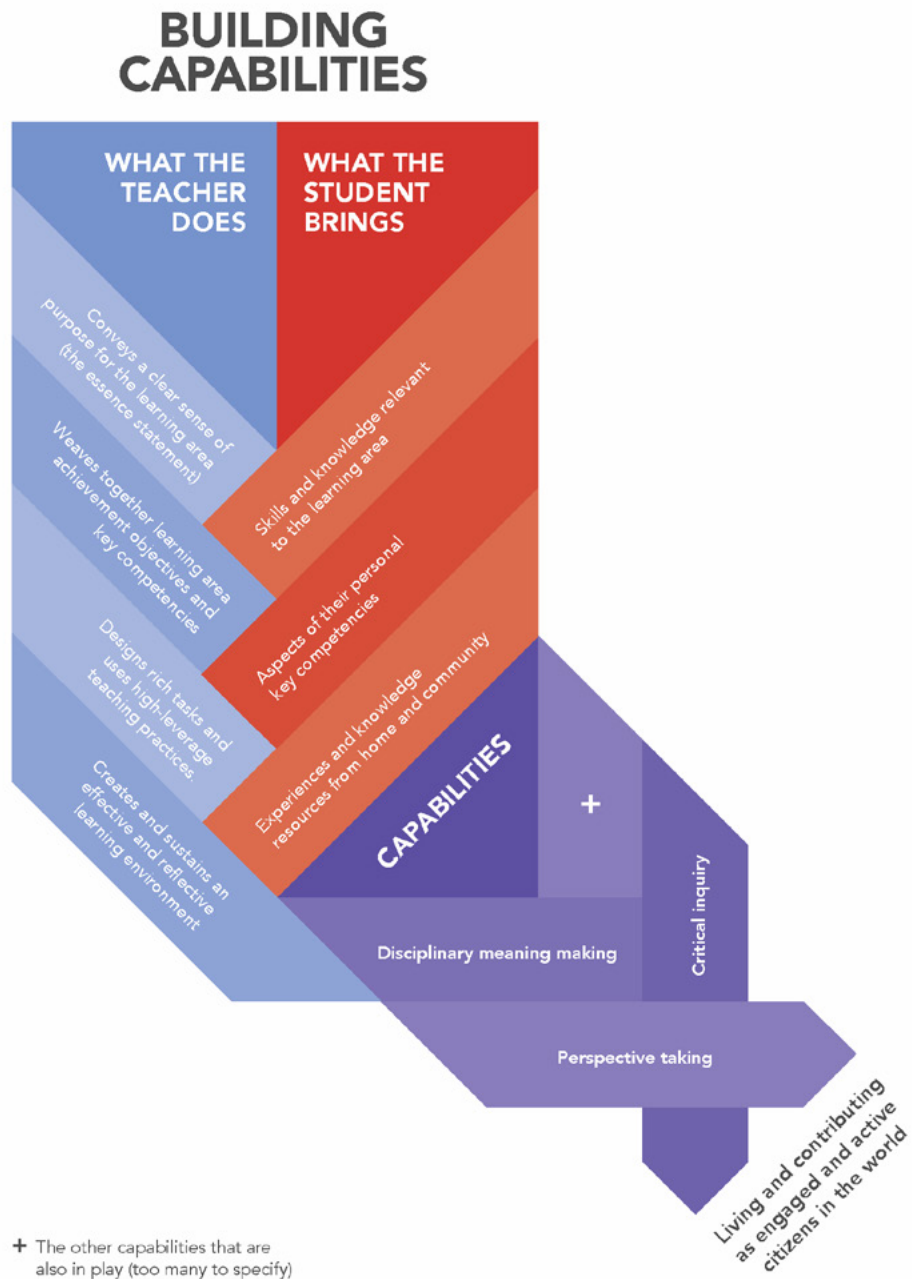 BUILDING
CAPABILITIES
WHAT THE
TEACHER
DOES
WHAT THE
STUDENT
BRINGS
Conveys a clear sense of
purpose for the learning area
(the essence statement)
Weaves together learning area
achievement objectives and
key competencies
Designs rich tasks and
uses high-leverage
teaching practices.
Creates and sustains an
effective and reflective
learning environment
Skills and knowledge relevant
to the learning area
Aspects of their personal
key competencies
Experiences and knowledge
resources from home and community
CAPABILITIES
+
Critical inquiry
Disciplinary meaning making
Perspective taking
Living and contributing
as engaged and active
citizens in the world
+ The other capabilities that are
also in play (too many to specify)